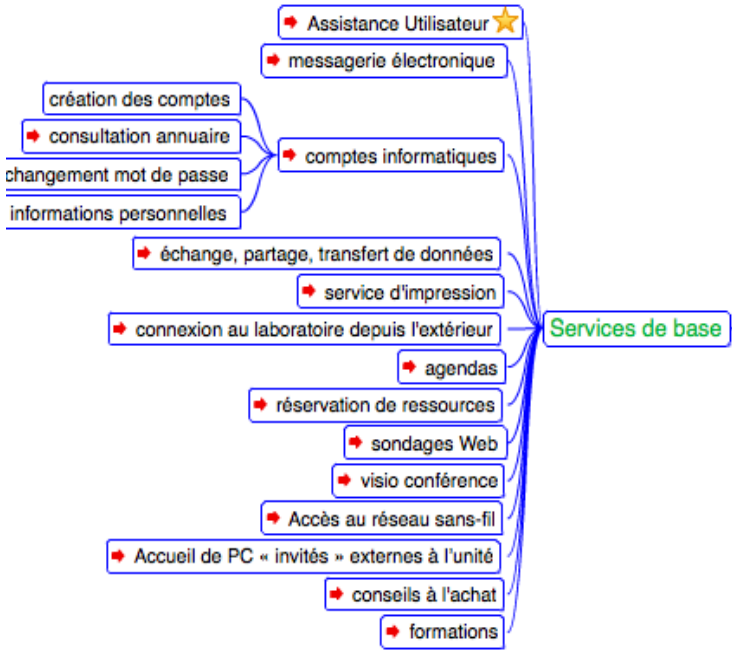 Assistance Utilisateur
messagerie électronique
création des comptes
consultation annuaire
comptes informatiques
changement mot de passe
informations personnelles
échange, partage, transfert de données
service d'impression
connexion au laboratoire depuis l'extérieur
Services de base
agendas
réservation de ressources
sondages Web
visio conférence
Accès au réseau sans-fil
Accueil de PC « invités » externes à l'unité
conseils à l'achat
formations